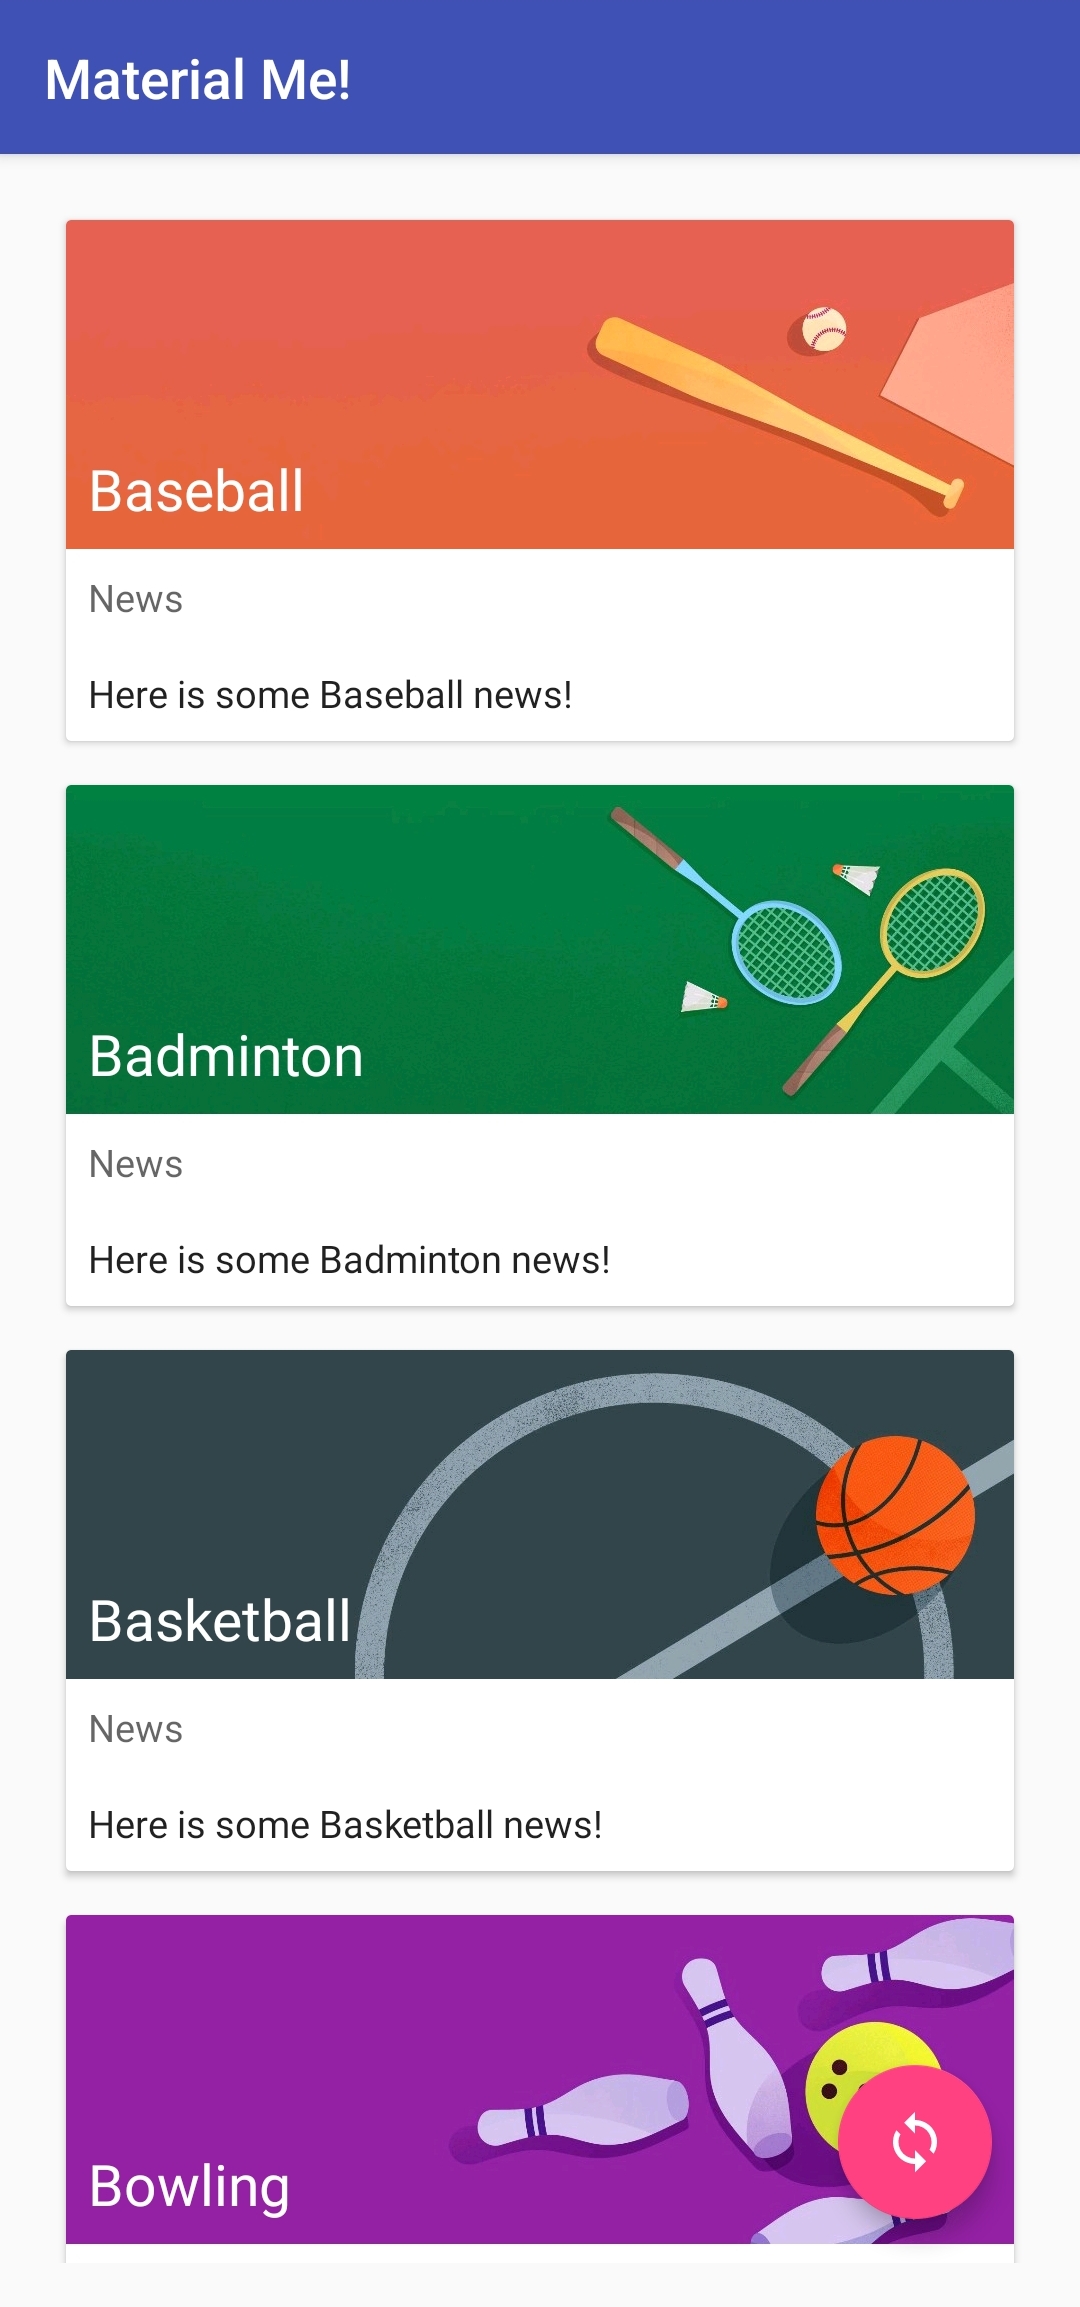 Material Me!
Baseball
News
Here is some Baseball news!
Badminton
News
Here is some Badminton news!
Basketball
News
Here is some Basketball news!
Bowling